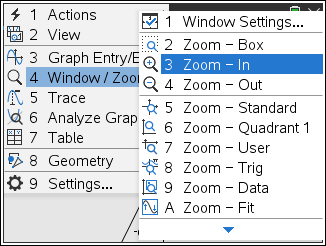 1 Actions
2 View
3 Graph Entry/E
4 Window / Zoo
5 Trace
6 Analyze Grap
7 Table
8 Geometry
9 Settings...
1 Window Settings...
2 Zoom – Box
3 Zoom – In
4 Zoom – Out
5 Zoom – Standard
6 Zoom – Quadrant 1
7 Zoom – User
8 Zoom – Trig
9 Zoom – Data
A Zoom – Fit